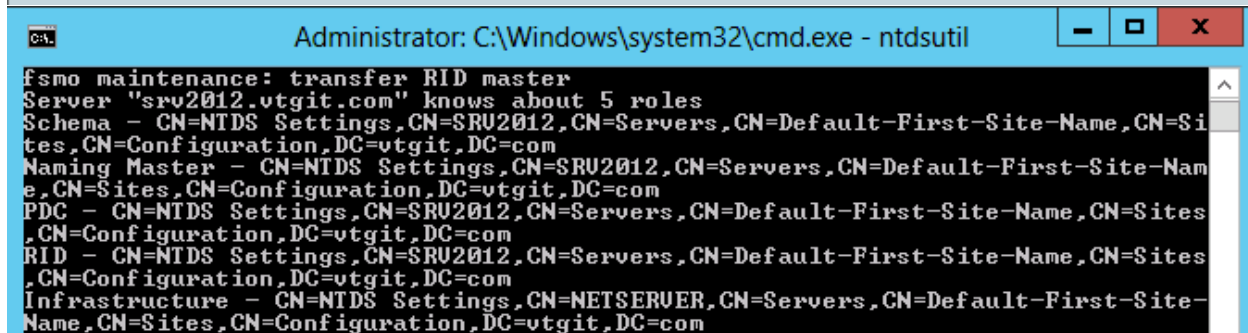 Administrator: C:\Windows\system32\cmd.exe - ntdsutil
fsmo maintenance: transfer RID master
Server "srv2012.vtgit.com" knows about 5 roles
Schema - CN=NTDS Settings,CN=SRV2012,CN=Servers,CN=Default-First-Site-Name,CN=Si
tes,CN=Configuration,DC=vtgit,DC=com
Naming Master - CN=NTDS Settings,CN=SRV2012,CN=Servers,CN=Default-First-Site-Nam
e,CN=Sites,CN=Configuration,DC=vtgit,DC=com
PDC - CN=NTDS Settings,CN=SRV2012,CN=Servers,CN=Default-First-Site-Name,CN=Sites
,CN=Configuration,DC=vtgit,DC=com
RID - CN=NTDS Settings,CN=SRV2012,CN=Servers,CN=Default-First-Site-Name,CN=Sites
,CN=Configuration,DC=vtgit,DC=com
Infrastructure - CN=NTDS Settings,CN=NETSERVER,CN=Servers,CN=Default-First-Site-
Name,CN=Sites,CN=Configuration,DC=vtgit,DC=com